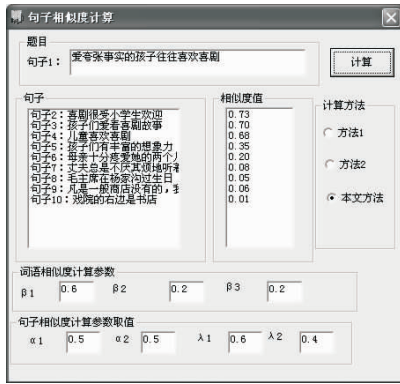 句子相似度计算
题目
句子1： 爱夸张事实的孩子往往喜欢喜剧
计算
句子
句子2：喜剧很受小学生欢迎
句子3：孩子们爱看喜剧故事
句子4：儿童喜欢喜剧
句子5：孩子们有丰富的想象力
句子6：母亲十分疼爱她的两个儿
句子7：丈夫总是不厌其烦地听着
句子8：毛主席在杨家沟过生日
句子9：凡是一般商店没有的，我
句子10：戏院的右边是书店
相似度值
0.73
0.70
0.68
0.35
0.20
0.08
0.05
0.06
0.01
计算方法
方法1
方法2
本文方法
词语相似度计算参数
β1 0.6 β2 0.2 β3 0.2
句子相似度计算参数取值
α1 0.5 α2 0.5 λ1 0.6 λ2 0.4